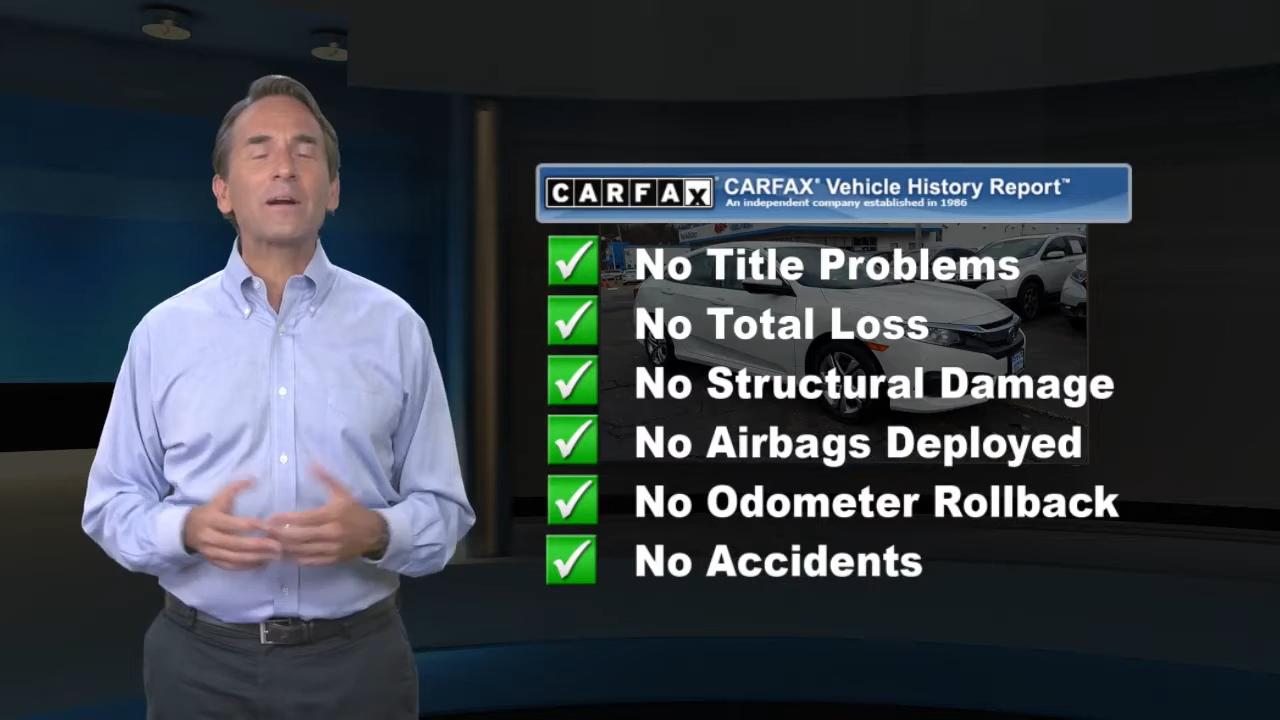 CARFAX® CARFAX® Vehicle History Report™
An independent company established in 1986
No Title Problems
No Total Loss
No Structural Damage
No Airbags Deployed
No Odometer Rollback
No Accidents